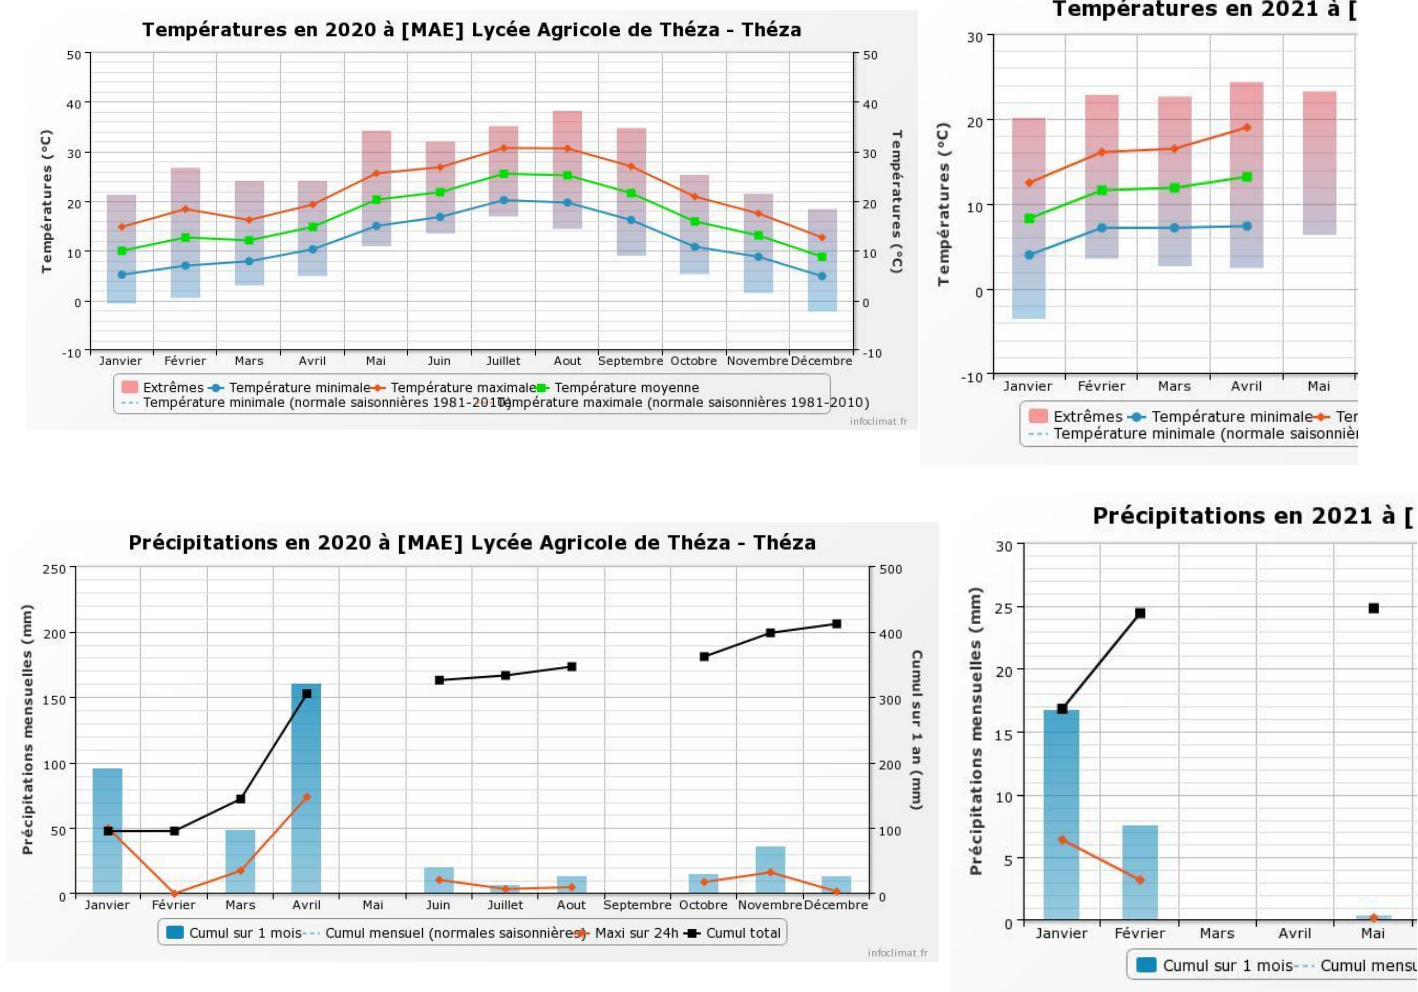 Températures en 2020 à [MAE] Lycée Agricole de Théza - Théza
50
40
30
20
10
0
-10
Températures (°C)
50
40
30
20
10
0
-10
Températures (°C)
Janvier Février Mars Avril Mai Juin Juillet Aout Septembre Octobre Novembre Décembre
Extrêmes Température minimale Température maximale Température moyenne
Température minimale (normale saisonnières 1981-2010) Température maximale (normale saisonnières 1981-2010)
infoclimat.fr
Températures en 2021 à [
30
20
10
0
-10
Températures (°C)
Janvier Février Mars Avril Mai
Extrêmes Température minimale Ter
Température minimale (normale saisonnièr
Précipitations en 2020 à [MAE] Lycée Agricole de Théza - Théza
250
200
150
100
50
0
Précipitations mensuelles (mm)
500
400
300
200
100
0
Cumul sur 1 an (mm)
Janvier Février Mars Avril Mai Juin Juillet Aout Septembre Octobre Novembre Décembre
Cumul sur 1 mois Cumul mensuel (normales saisonnières) Maxi sur 24h Cumul total
infoclimat.fr
Précipitations en 2021 à [
30
25
20
15
10
5
0
Précipitations mensuelles (mm)
Janvier Février Mars Avril Mai
Cumul sur 1 mois Cumul mensu